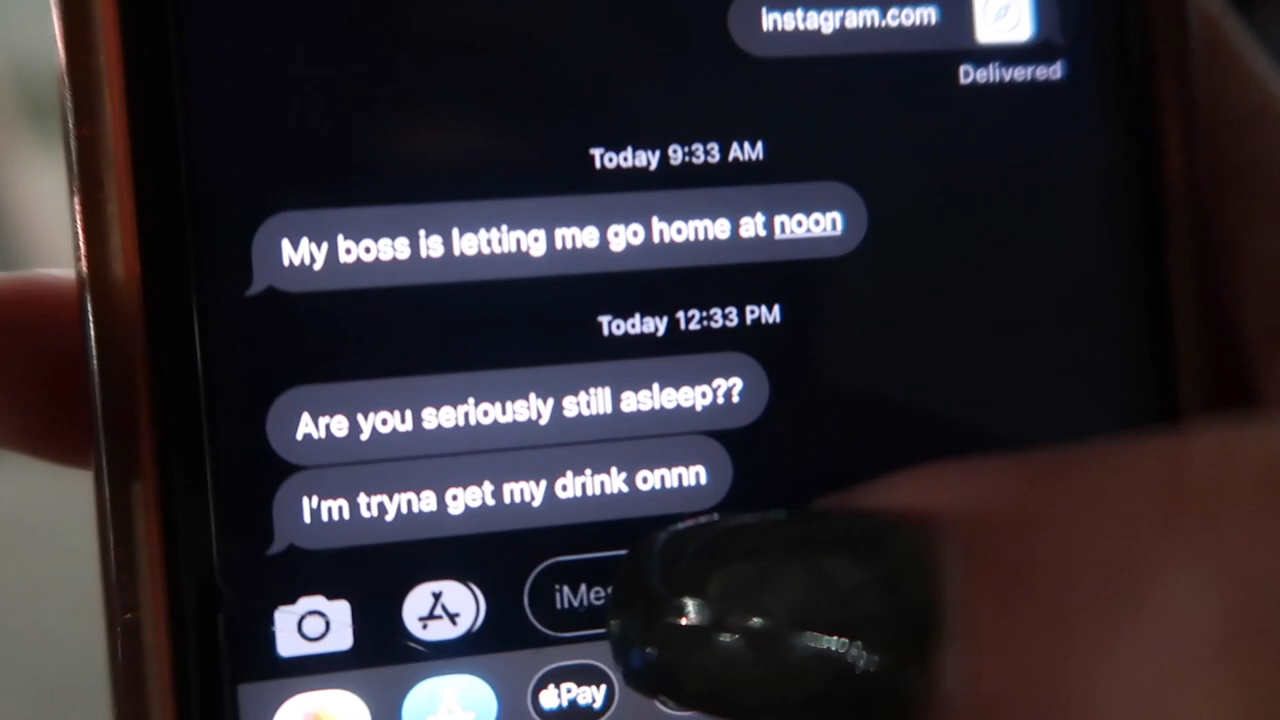 instagram.com
Delivered
Today 9:33 AM
My boss is letting me go home at noon
Today 12:33 PM
Are you seriously still asleep??
I'm tryna get my drink onnn
iMes
Pay